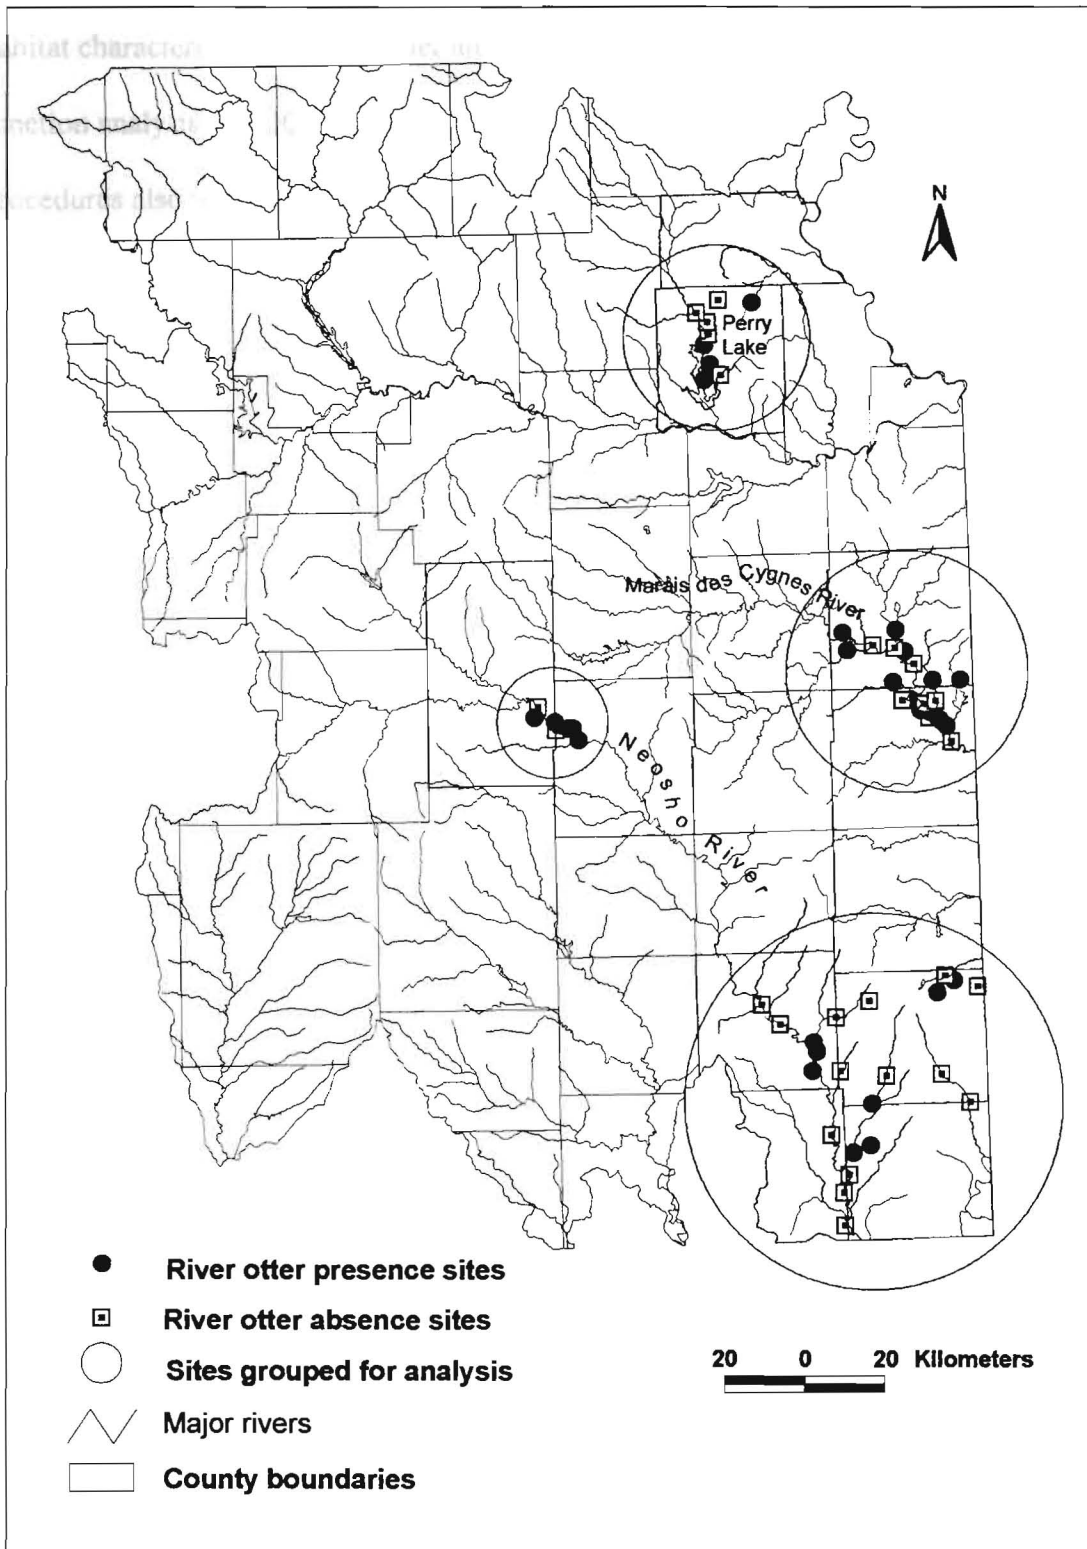 N
Perry
Lake
Marais des Cygnes River
Neosho River
River otter presence sites
River otter absence sites
Sites grouped for analysis
Major rivers
County boundaries
20 0 20 Kilometers